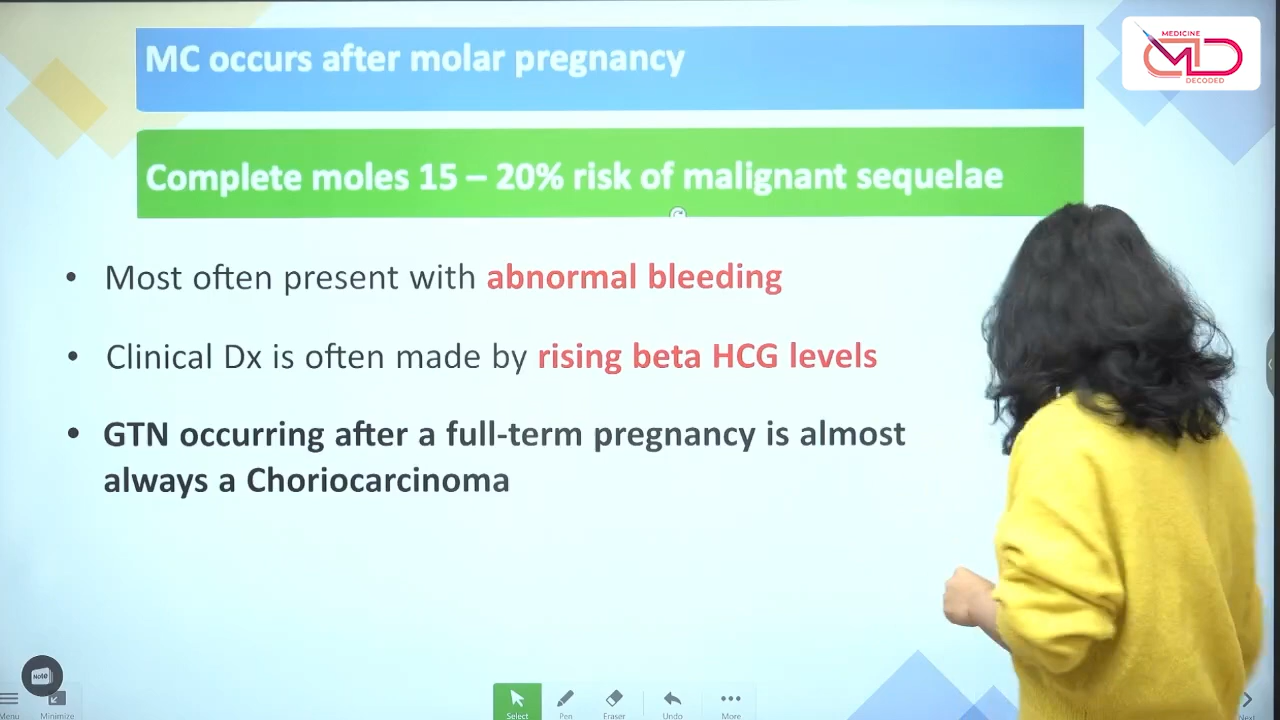 MC occurs after molar pregnancy
MEDICINE
MD
DECODED
Complete moles 15 – 20% risk of malignant sequelae
• Most often present with abnormal bleeding
• Clinical Dx is often made by rising beta HCG levels
• GTN occurring after a full-term pregnancy is almost
always a Choriocarcinoma
Note
Menu
Minimize
Select
Pen
Eraser
Undo
More
Next